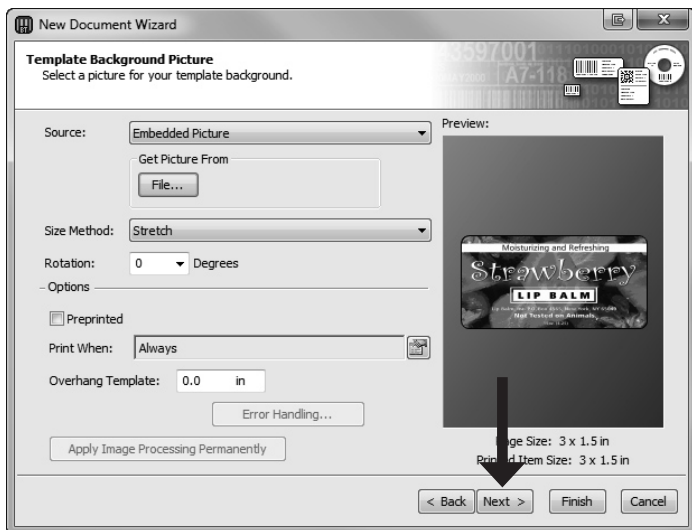 New Document Wizard
Template Background Picture
Select a picture for your template background.
3597001
A7-118
Source: Embedded Picture
Get Picture From
File...
Size Method: Stretch
Rotation: 0 Degrees
Options
Preprinted
Print When: Always
Overhang Template: 0.0 in
Error Handling...
Apply Image Processing Permanently
Preview:
Moisturizing and Refreshing
Strawberry
LIP BALM
Not Tested on Animals.
Size: 3 x 1.5 in
Item Size: 3 x 1.5 in
< Back Next > Finish Cancel